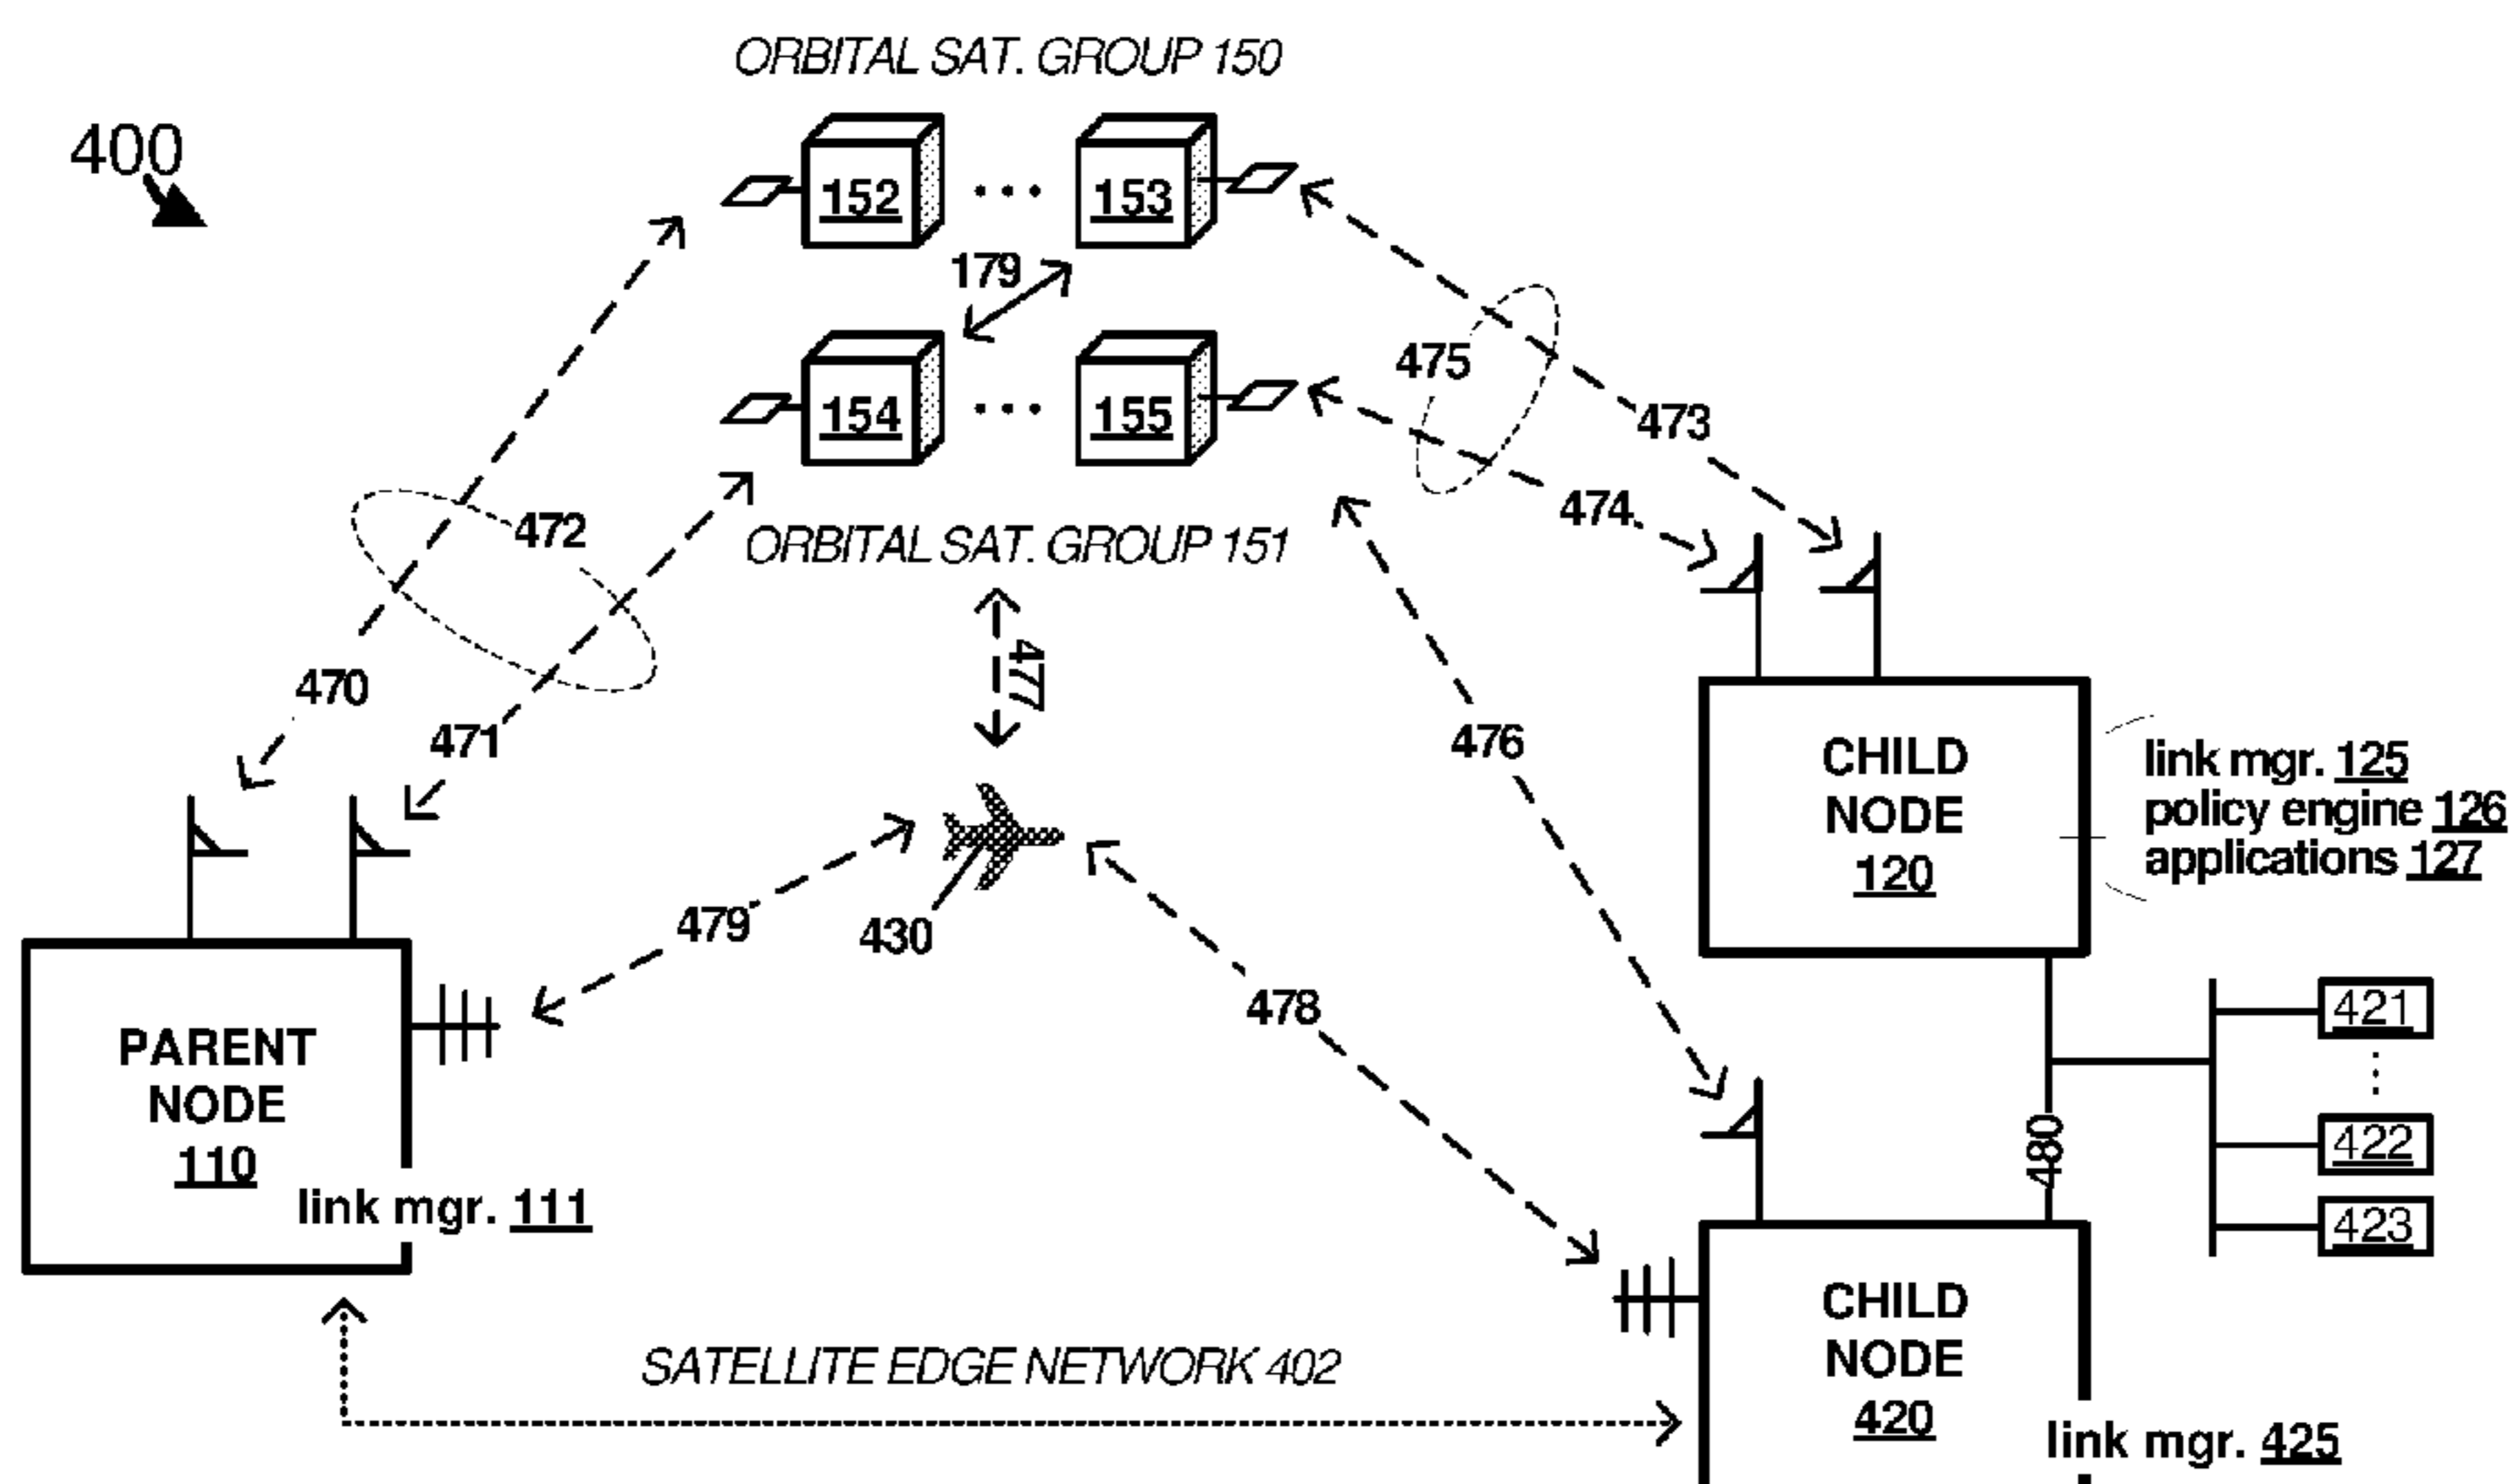 ORBITAL SAT. GROUP 150
400
152
153
179
154
155
475
473
474
472
ORBITAL SAT. GROUP 151
470
471
477
476
CHILD
NODE
120
link mgr. 125
policy engine 126
applications 127
479
430
478
PARENT
NODE
110
link mgr. 111
421
422
423
480
SATELLITE EDGE NETWORK 402
CHILD
NODE
420
link mgr. 425